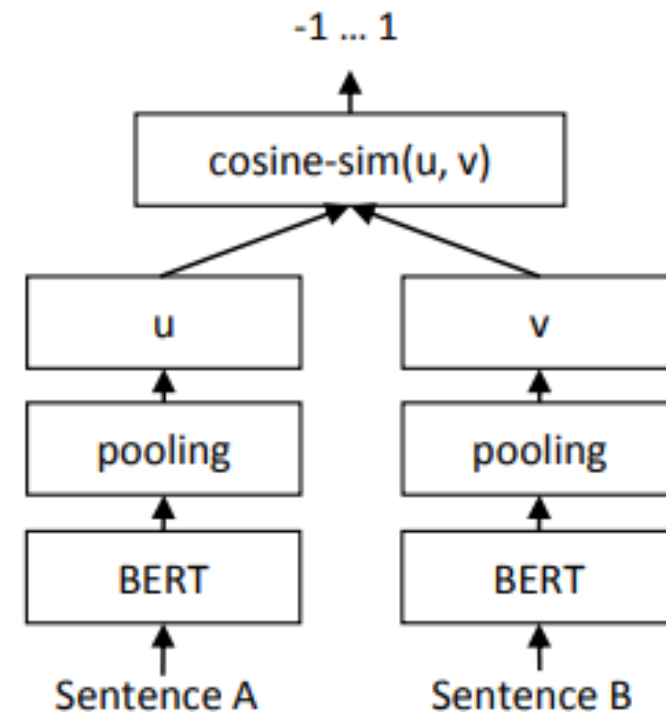 -1 ... 1
cosine-sim(u, v)
u v
pooling pooling
BERT BERT
Sentence A Sentence B